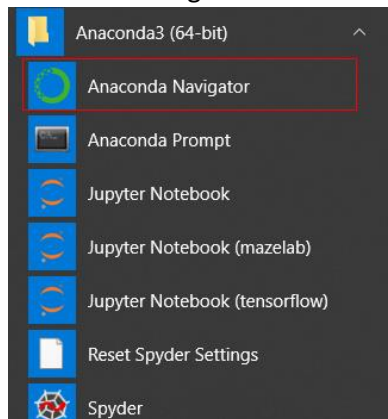 Anaconda3 (64-bit)
Anaconda Navigator
Anaconda Prompt
Jupyter Notebook
Jupyter Notebook (mazelab)
Jupyter Notebook (tensorflow)
Reset Spyder Settings
Spyder